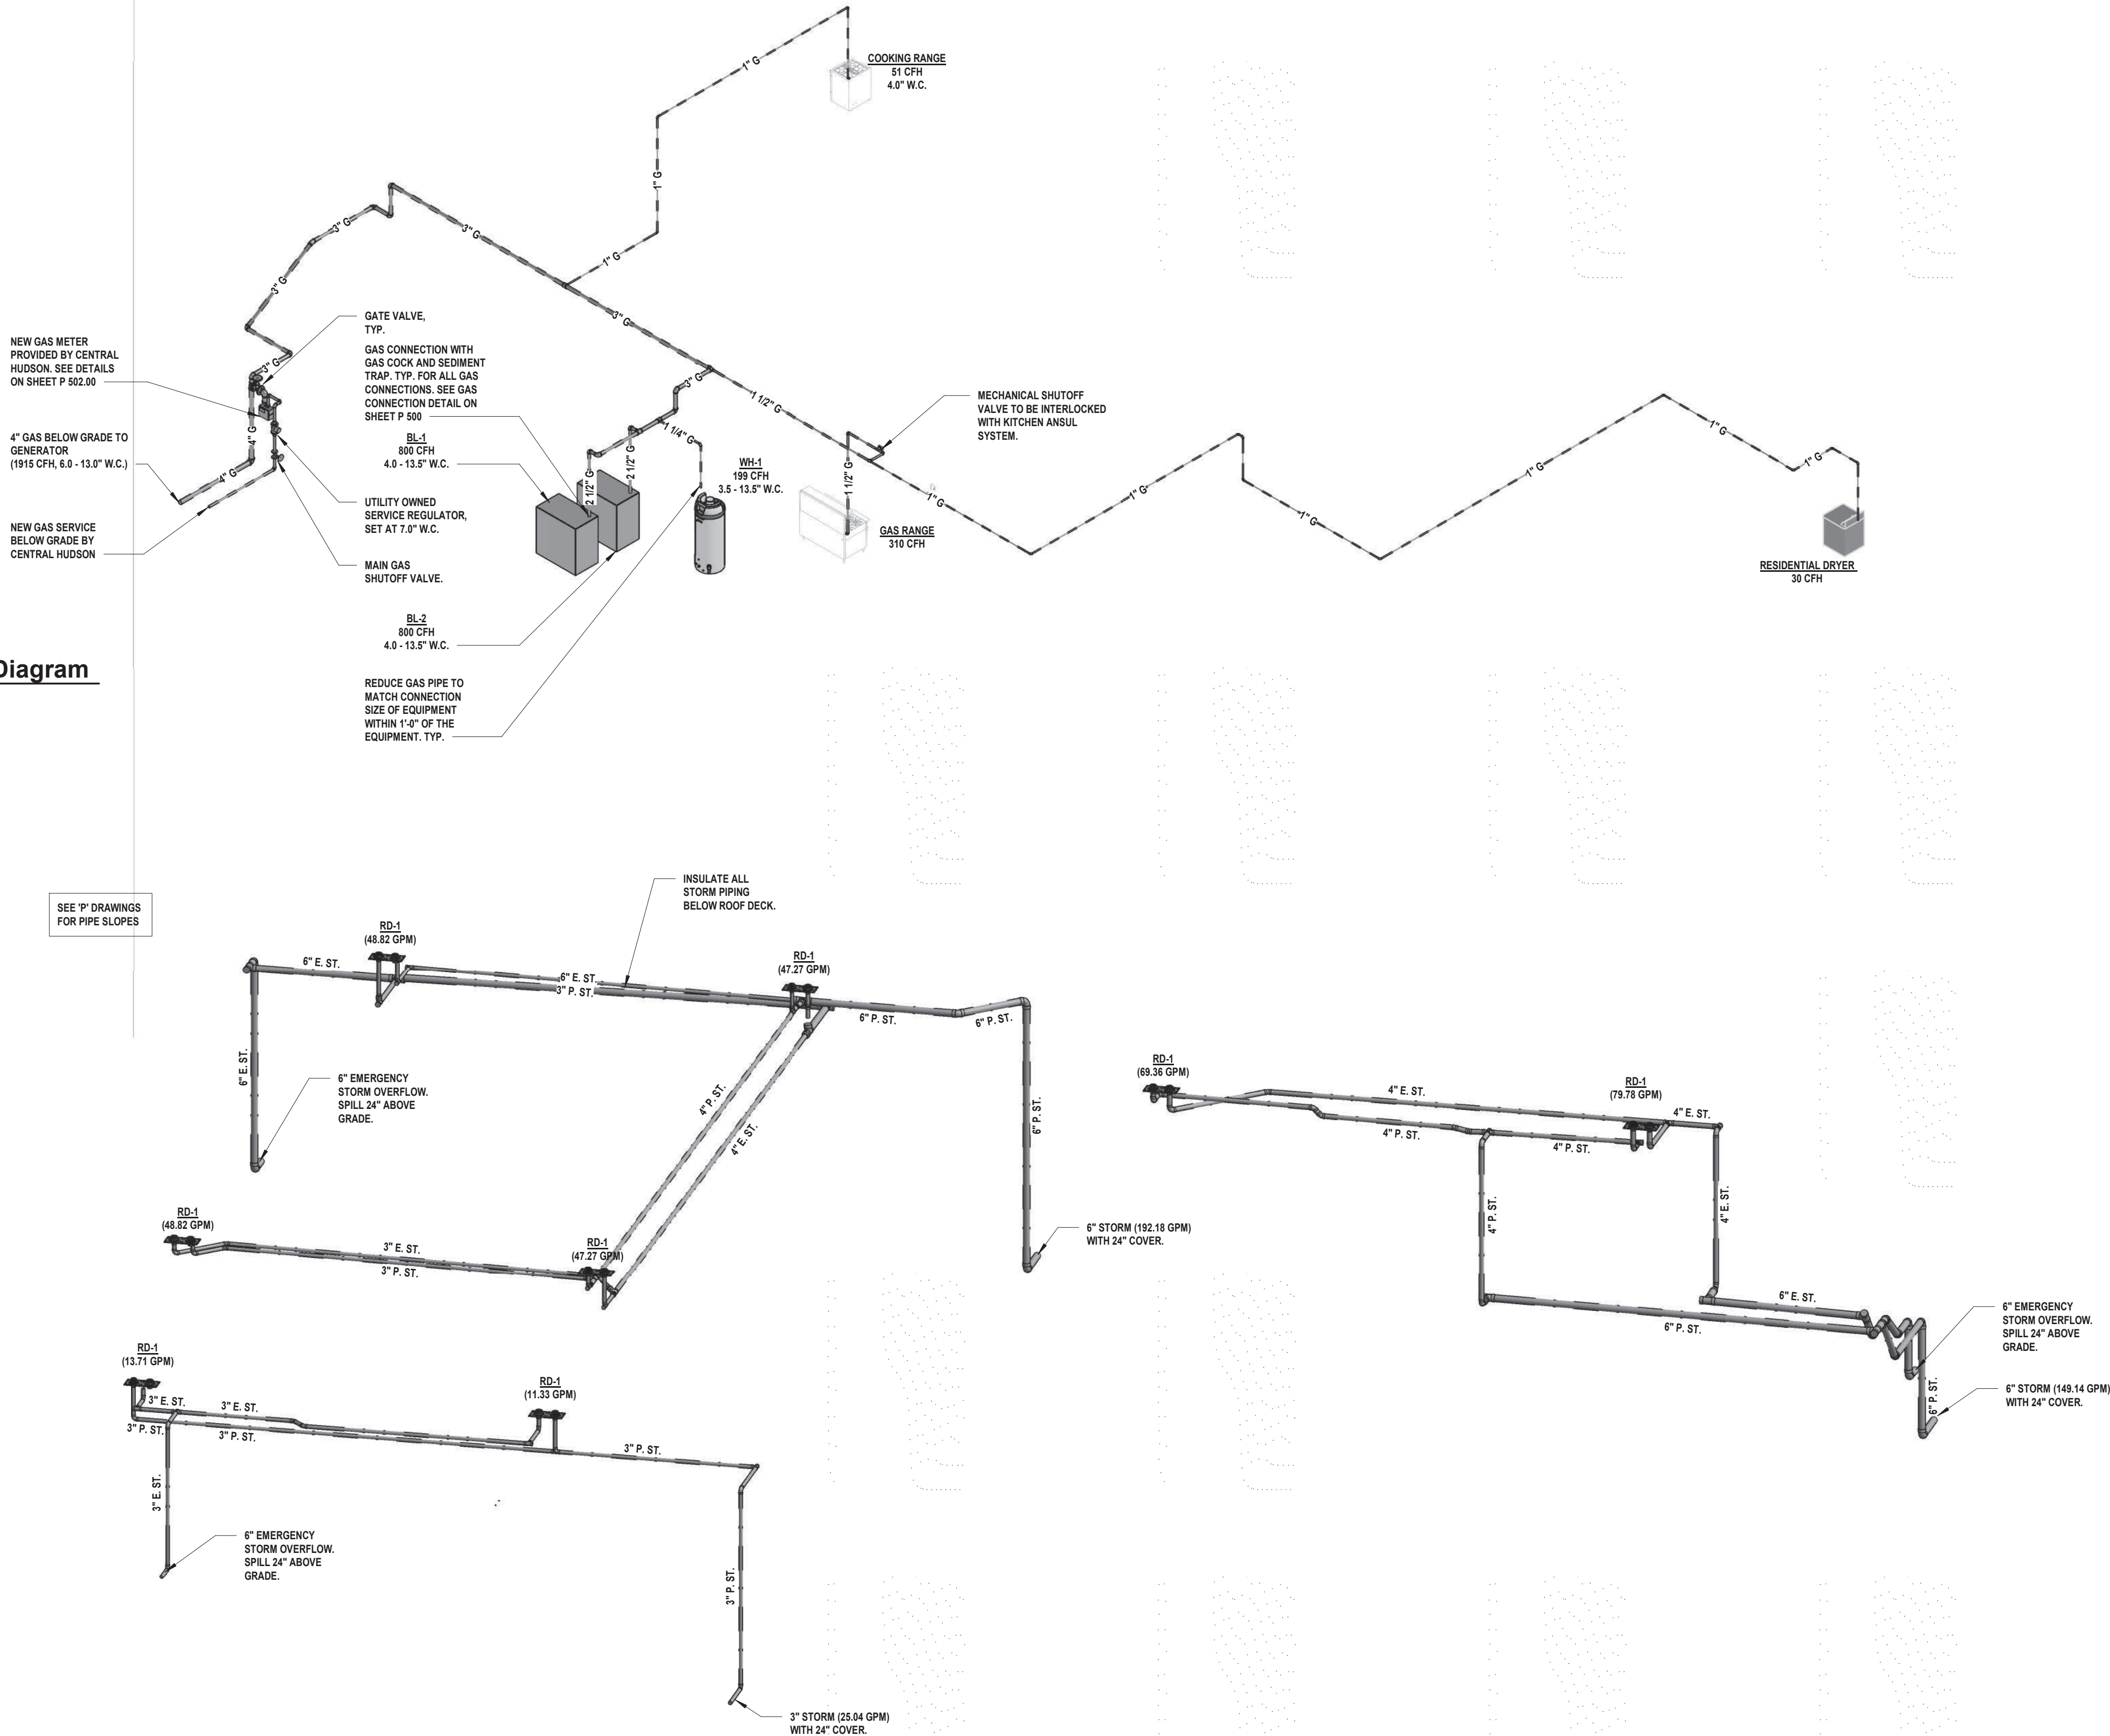 COOKING RANGE
51 CFH
4.0" W.C.
1" G
1" G
1" G
3" G
3" G
3" G
3" G
3" G
3" G
GATE VALVE,
TYP.
NEW GAS METER
PROVIDED BY CENTRAL
HUDSON. SEE DETAILS
ON SHEET P 502.00
GAS CONNECTION WITH
GAS COCK AND SEDIMENT
TRAP. TYP. FOR ALL GAS
CONNECTIONS. SEE GAS
CONNECTION DETAIL ON
SHEET P 500
4" GAS BELOW GRADE TO
GENERATOR
(1915 CFH, 6.0 - 13.0" W.C.)
4" G
4" G
BL-1
800 CFH
4.0 - 13.5" W.C.
2 1/2" G
2 1/2" G
1 1/4" G
WH-1
199 CFH
3.5 - 13.5" W.C.
1 1/2" G
1 1/2" G
MECHANICAL SHUTOFF
VALVE TO BE INTERLOCKED
WITH KITCHEN ANSUL
SYSTEM.
GAS RANGE
310 CFH
1" G
1" G
1" G
1" G
1" G
1" G
RESIDENTIAL DRYER
30 CFH
UTILITY OWNED
SERVICE REGULATOR,
SET AT 7.0" W.C.
NEW GAS SERVICE
BELOW GRADE BY
CENTRAL HUDSON
MAIN GAS
SHUTOFF VALVE.
BL-2
800 CFH
4.0 - 13.5" W.C.
Diagram
REDUCE GAS PIPE TO
MATCH CONNECTION
SIZE OF EQUIPMENT
WITHIN 1'-0" OF THE
EQUIPMENT. TYP.
SEE 'P' DRAWINGS
FOR PIPE SLOPES
INSULATE ALL
STORM PIPING
BELOW ROOF DECK.
RD-1
(48.82 GPM)
RD-1
(47.27 GPM)
6" E. ST.
6" E. ST.
3" P. ST.
6" P. ST.
6" P. ST.
6" E. ST.
6" EMERGENCY
STORM OVERFLOW.
SPILL 24" ABOVE
GRADE.
4" P. ST.
4" E. ST.
6" P. ST.
RD-1
(48.82 GPM)
3" E. ST.
3" P. ST.
RD-1
(47.27 GPM)
6" STORM (192.18 GPM)
WITH 24" COVER.
RD-1
(69.36 GPM)
RD-1
(79.78 GPM)
4" E. ST.
4" E. ST.
4" P. ST.
4" P. ST.
4" P. ST.
4" E. ST.
6" E. ST.
6" P. ST.
6" EMERGENCY
STORM OVERFLOW.
SPILL 24" ABOVE
GRADE.
6" P. ST.
6" STORM (149.14 GPM)
WITH 24" COVER.
RD-1
(13.71 GPM)
RD-1
(11.33 GPM)
3" E. ST.
3" E. ST.
3" P. ST.
3" P. ST.
3" P. ST.
3" E. ST.
6" EMERGENCY
STORM OVERFLOW.
SPILL 24" ABOVE
GRADE.
3" P. ST.
3" STORM (25.04 GPM)
WITH 24" COVER.